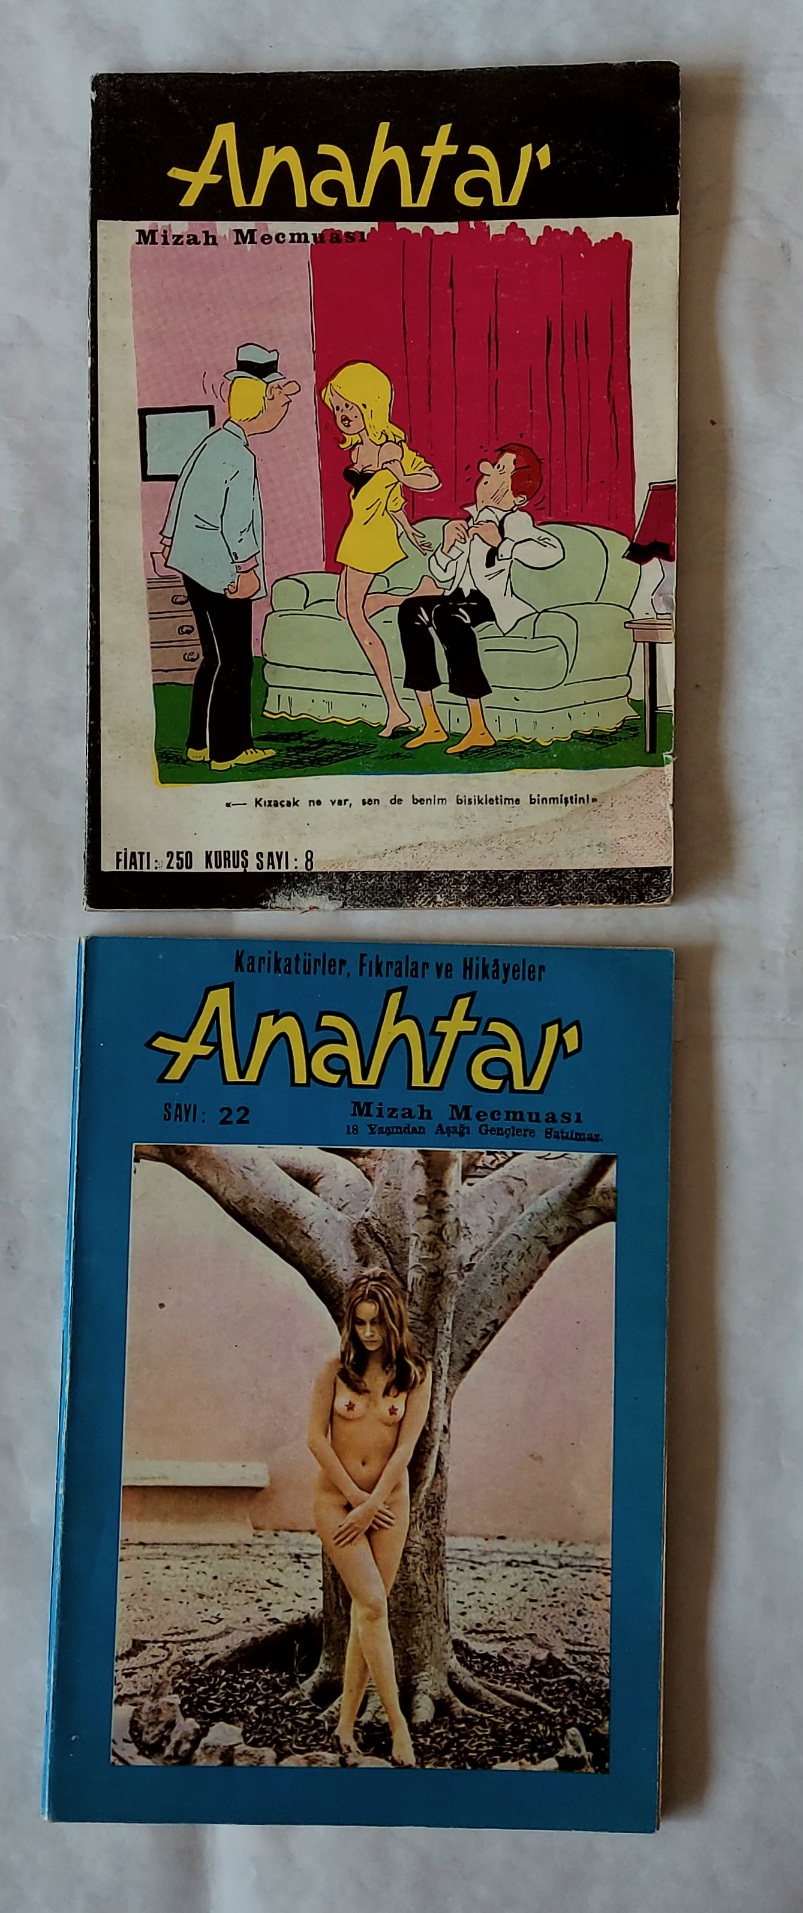 Anahtar
Mizah Mecmuası
«— Kızacak ne var, sen de benim bisikletime binmiştin!»
FİATI: 250 KURUŞ SAYI: 8
Karikatürler, Fıkralar ve Hikâyeler
Anahtar
SAYI: 22
Mizah Mecmuası
18 Yaşından Aşağı Gençlere Satılmaz.